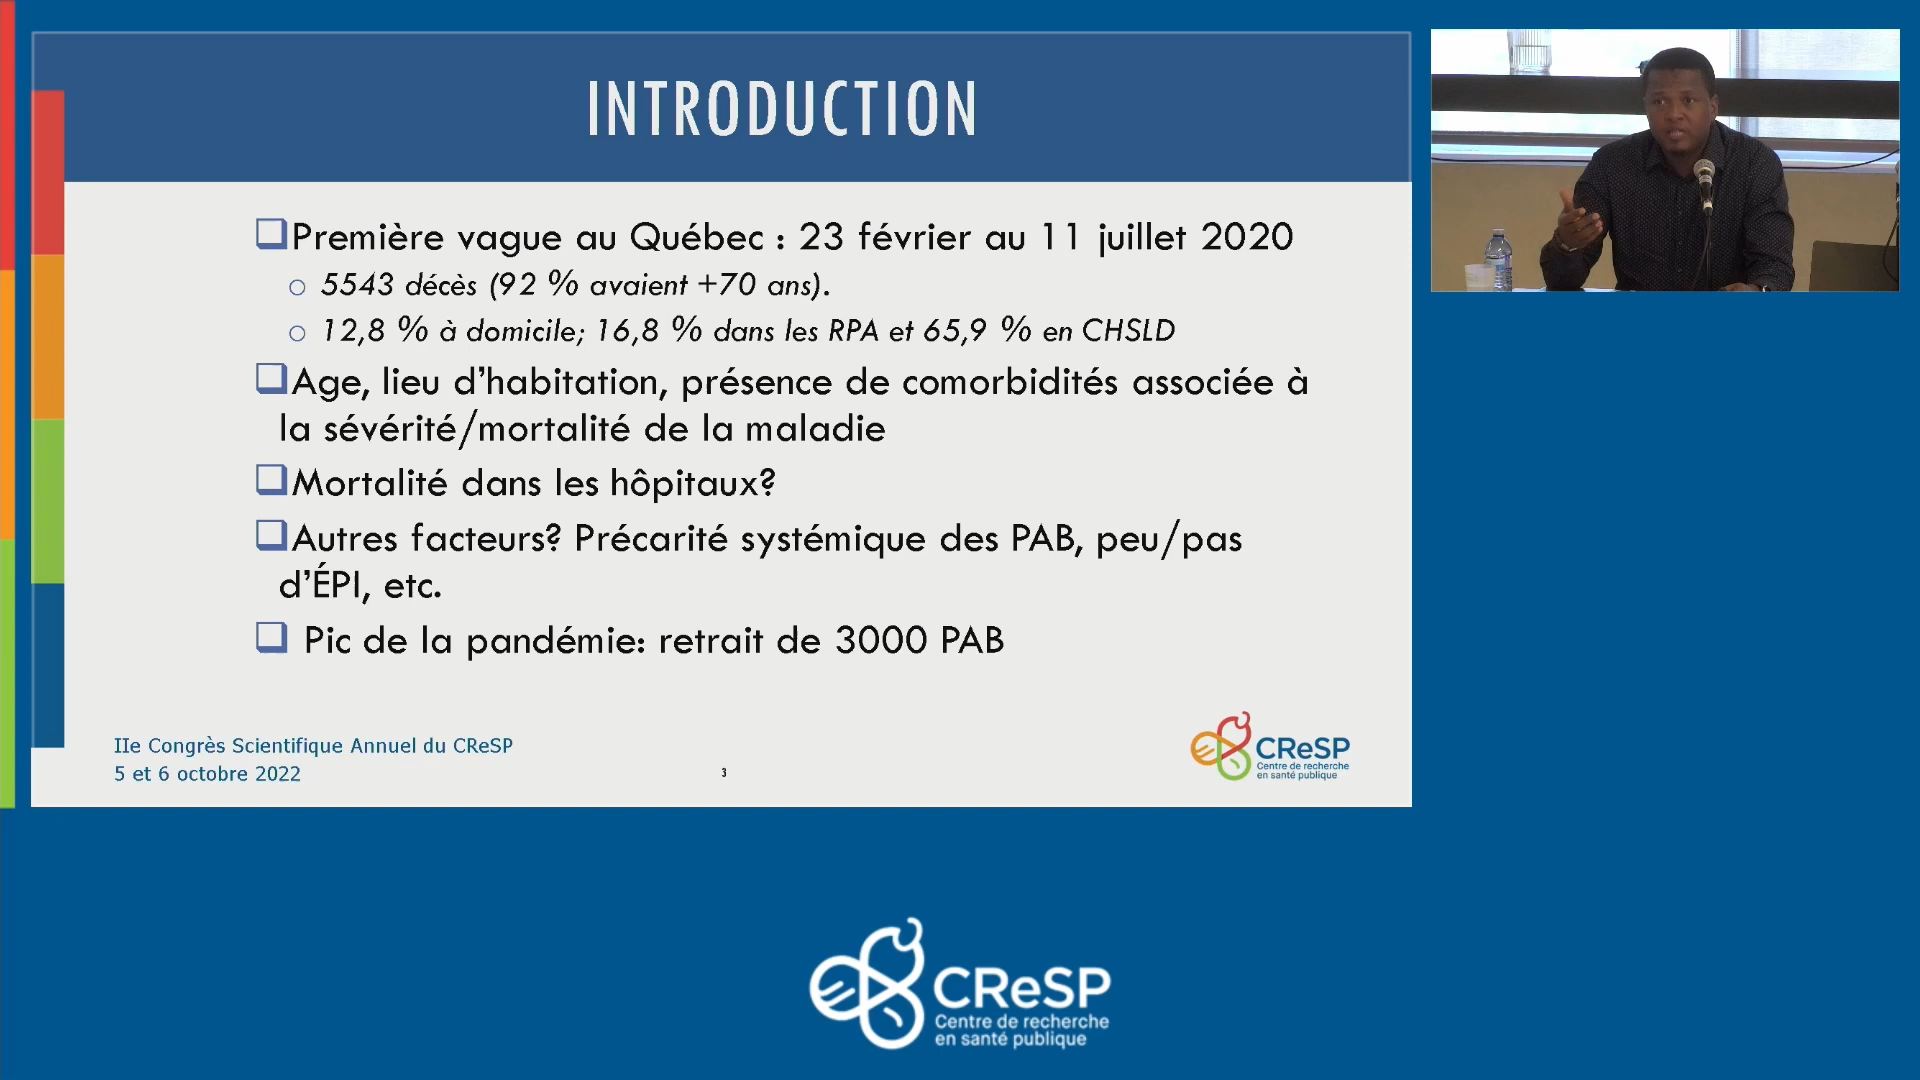 INTRODUCTION
Première vague au Québec : 23 février au 11 juillet 2020
5543 décès (92 % avaient +70 ans).
12,8 % à domicile; 16,8 % dans les RPA et 65,9 % en CHSLD
Age, lieu d’habitation, présence de comorbidités associée à
la sévérité/mortalité de la maladie
Mortalité dans les hôpitaux?
Autres facteurs? Précarité systémique des PAB, peu/pas
d’ÉPI, etc.
Pic de la pandémie: retrait de 3000 PAB
IIe Congrès Scientifique Annuel du CReSP
5 et 6 octobre 2022
3
CReSP
Centre de recherche
en santé publique
CReSP
Centre de recherche
en santé publique